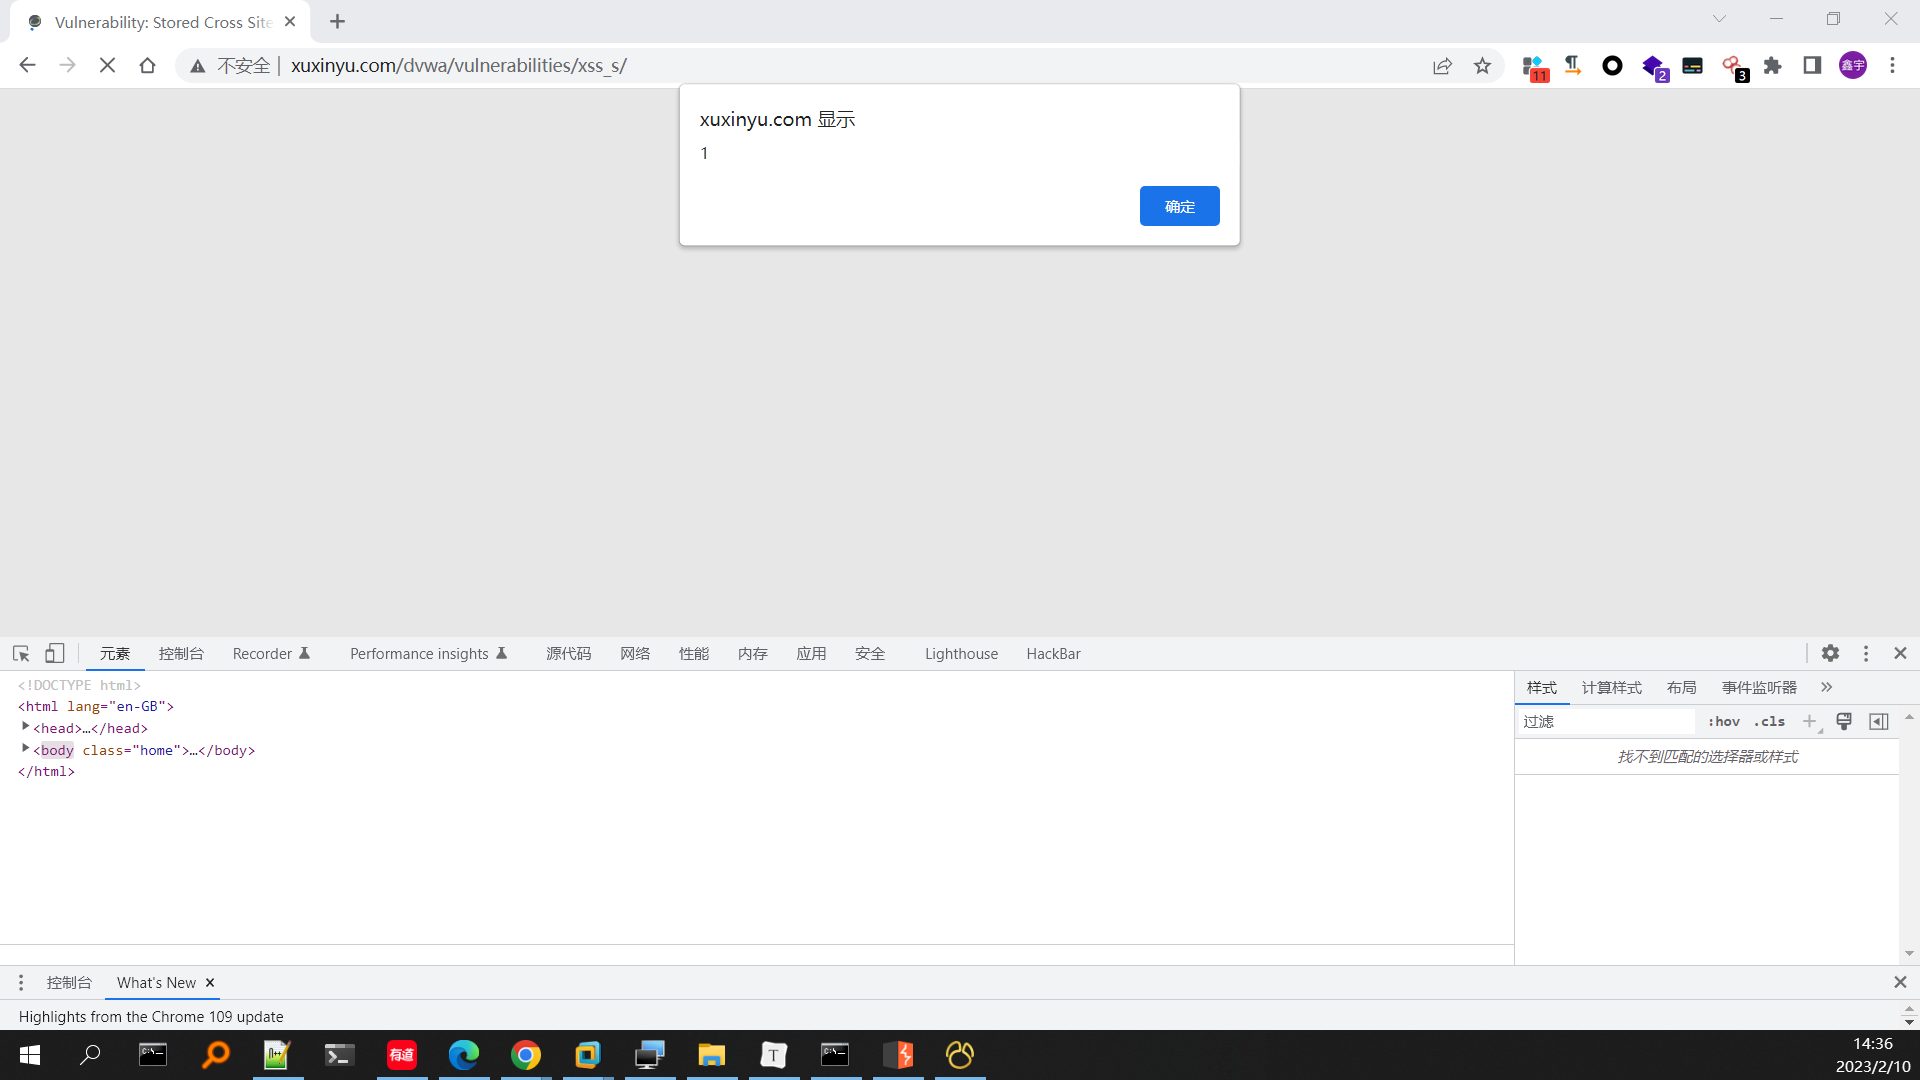 Vulnerability: Stored Cross Site
不安全 | xuxinyu.com/dvwa/vulnerabilities/xss_s/
11
2
3
鑫宇
xuxinyu.com 显示
1
确定
元素 控制台 Recorder Performance insights 源代码 网络 性能 内存 应用 安全 Lighthouse HackBar
<!DOCTYPE html>
<html lang="en-GB">
<head>…</head>
<body class="home">…</body>
</html>
样式 计算样式 布局 事件监听器 »
过滤 :hov .cls
找不到匹配的选择器或样式
控制台 What's New
Highlights from the Chrome 109 update
有道
T
14:36
2023/2/10